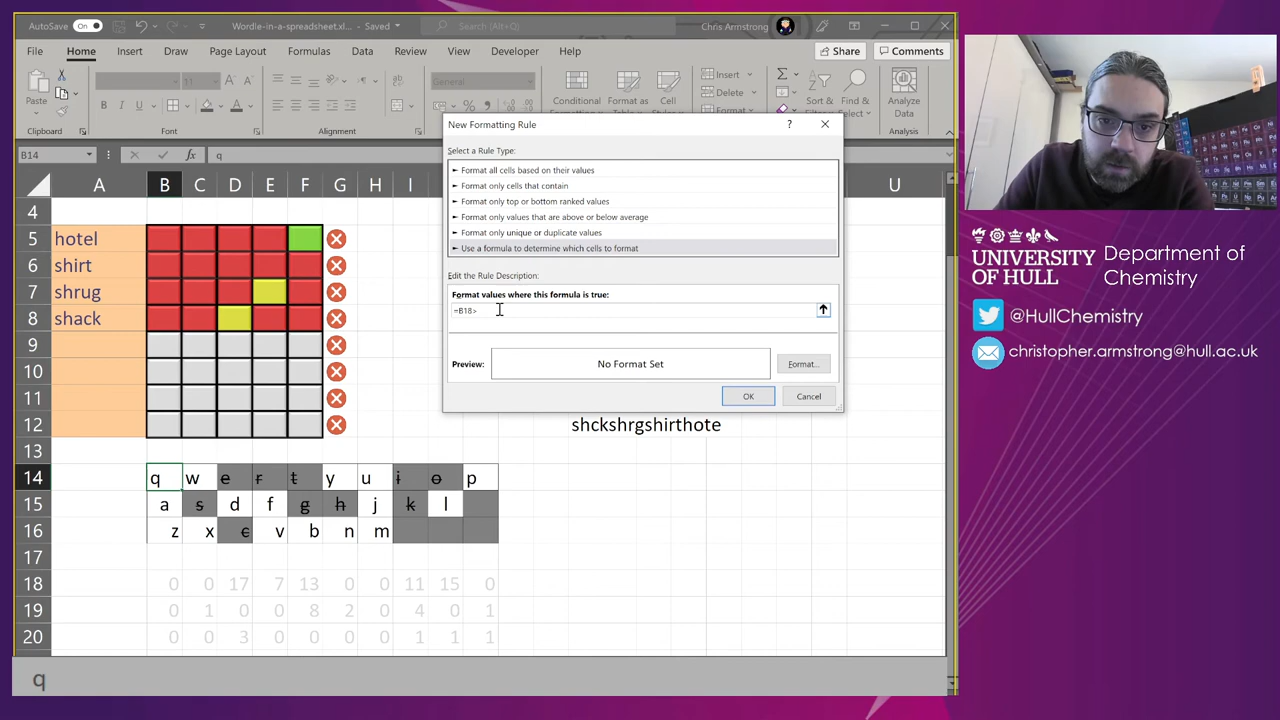 AutoSave On Wordle-in-a-spreadsheet.xl... - Saved Search (Alt+Q) Chris Armstrong
File Home Insert Draw Page Layout Formulas Data Review View Developer Help Share Comments
Paste 11 A A General Conditional Format as Cell Insert Delete Format Sort & Find & Analyze
Formatting Table Styles Filter Select Data
Clipboard Font Alignment Analysis
B14 fx q
New Formatting Rule ?
Select a Rule Type:
► Format all cells based on their values
► Format only cells that contain
► Format only top or bottom ranked values
► Format only values that are above or below average
► Format only unique or duplicate values
► Use a formula to determine which cells to format
Edit the Rule Description:
Format values where this formula is true:
=B18>
Preview: No Format Set Format...
OK Cancel
A B C D E F G H I U
4
5 hotel
6 shirt
7 shrug
8 shack
9
10
11
12 shckshrgshirthote
13
14 q w e r t y u i o p
15 a s d f g h j k l
16 z x c v b n m
17
18 0 0 17 7 13 0 0 11 15 0
19 0 1 0 0 8 2 0 4 0 1
20 0 0 3 0 0 0 0 1 1 1
q
UNIVERSITY OF HULL
Department of Chemistry
@HullChemistry
christopher.armstrong@hull.ac.uk